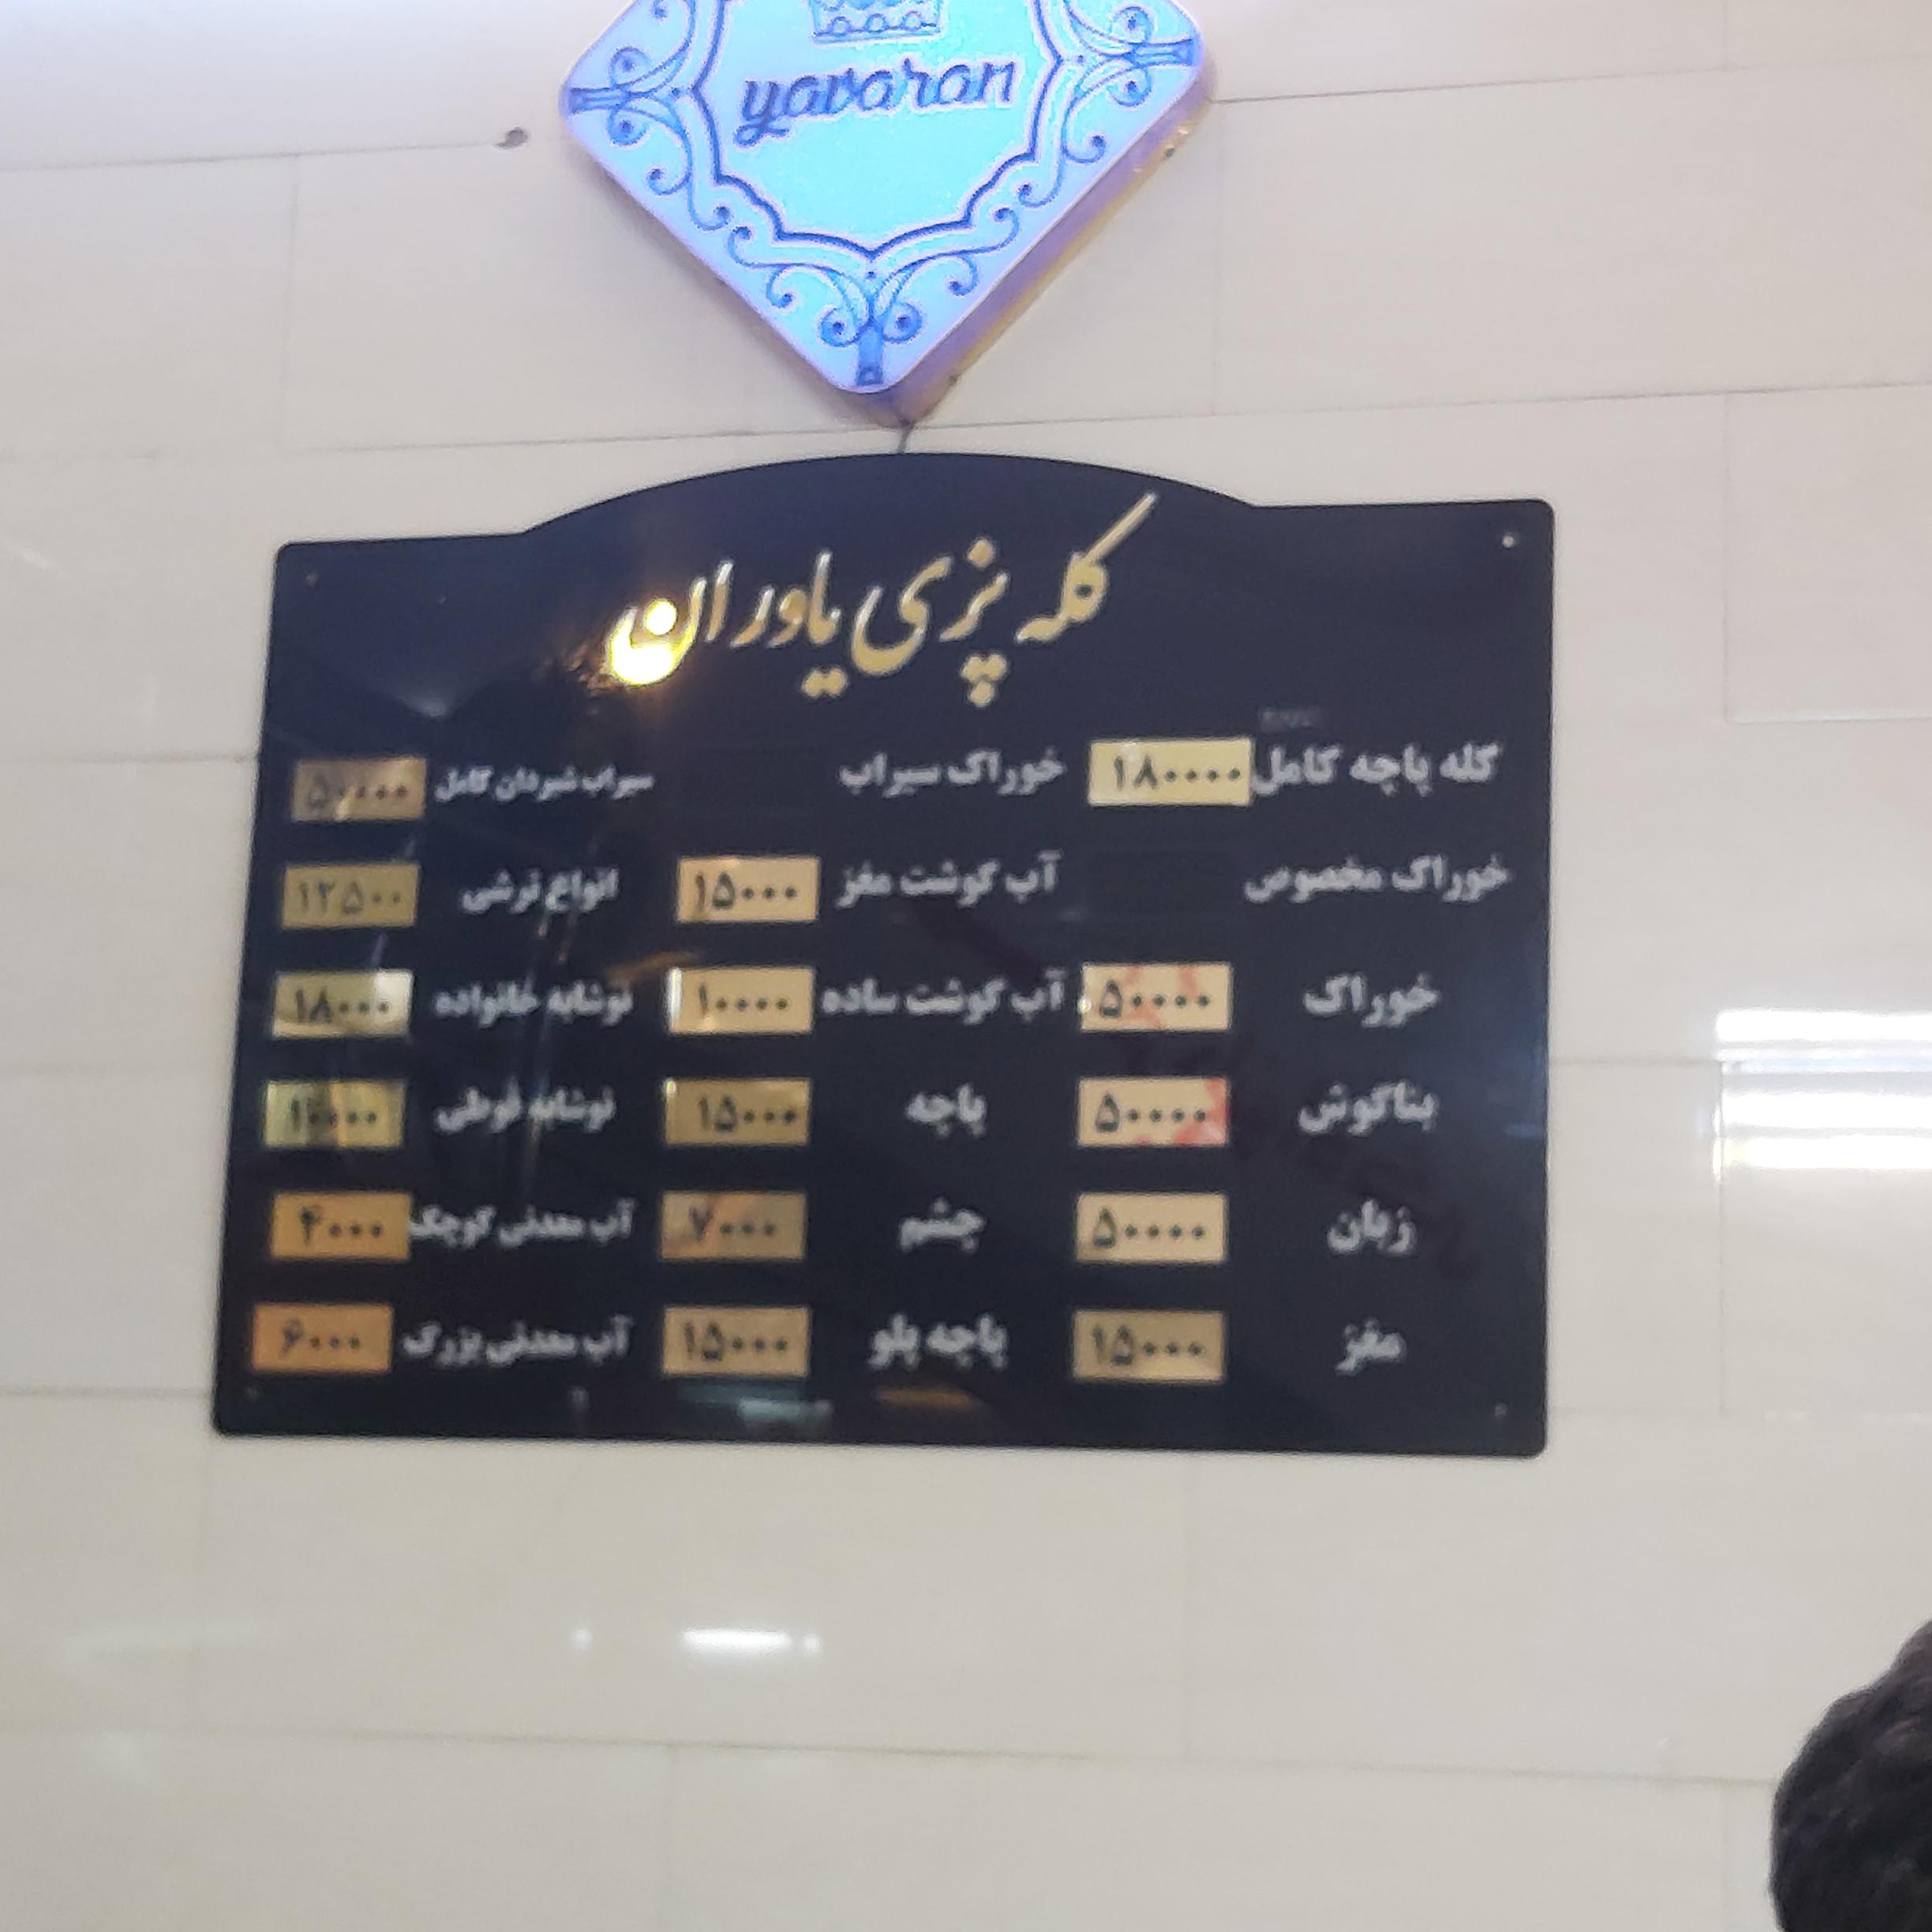 yavaran
کله پزی یاوران
کله پاچه کامل ۱۸۰۰۰۰ خوراک سیراب سیراب شیردان کامل ۵۰۰۰۰
خوراک مخصوص آب گوشت مغز ۱۵۰۰۰ انواع ترشی ۱۲۵۰۰
خوراک ۵۰۰۰۰ آب گوشت ساده ۱۰۰۰۰ نوشابه خانواده ۱۸۰۰۰
بناگوش ۵۰۰۰۰ پاچه ۱۵۰۰۰ نوشابه قوطی
زبان ۵۰۰۰۰ چشم ۷۰۰۰ آب معدنی کوچک ۴۰۰۰
مغز ۱۵۰۰۰ پاچه پلو ۱۵۰۰۰ آب معدنی بزرگ ۶۰۰۰